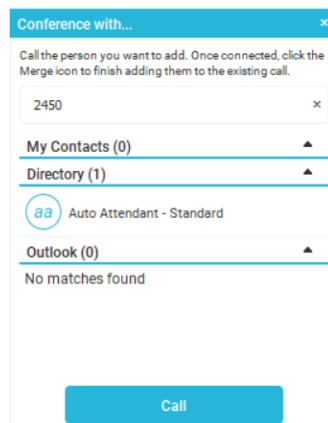 Conference with...
×
Call the person you want to add. Once connected, click the
Merge icon to finish adding them to the existing call.
2450
×
My Contacts (0)
Directory (1)
aa
Auto Attendant - Standard
Outlook (0)
No matches found
Call